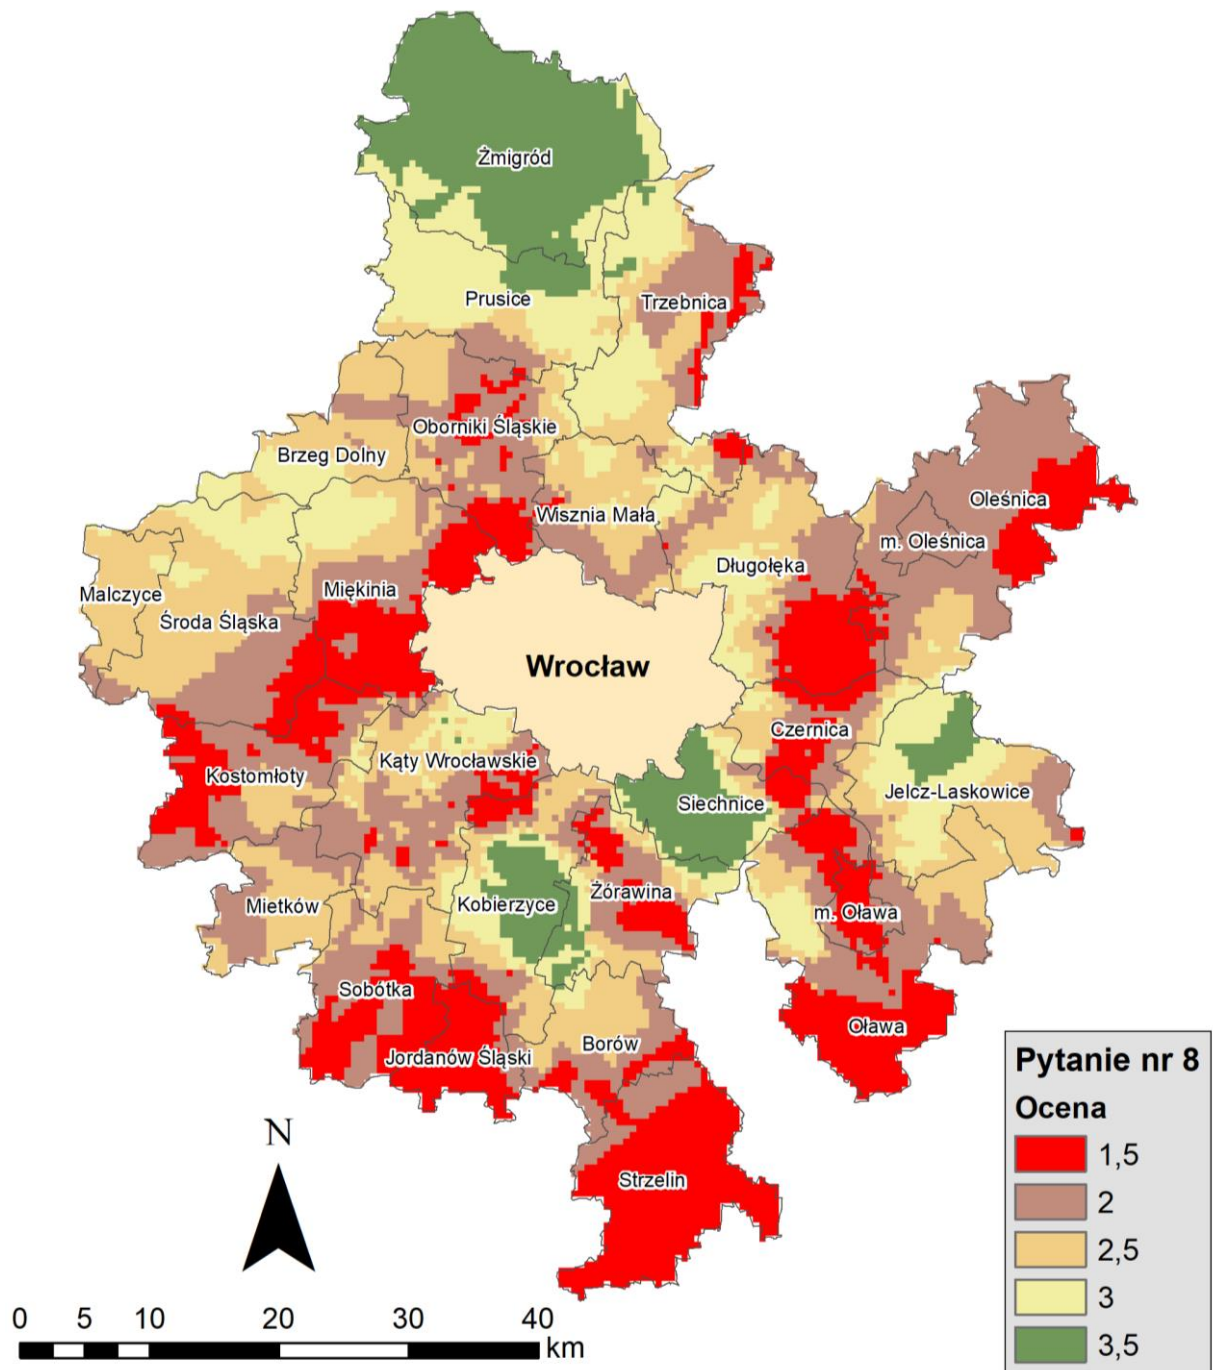 Żmigród
Prusice
Trzebnica
Oborniki Śląskie
Brzeg Dolny
Wisznia Mała
Oleśnica
m. Oleśnica
Długołęka
Malczyce
Miękinia
Środa Śląska
Wrocław
Czernica
Kąty Wrocławskie
Kostomłoty
Siechnice
Jelcz-Laskowice
Mietków
Kobierzyce
Żórawina
m. Oława
Sobótka
Oława
Borów
Jordanów Śląski
Strzelin
N
0 5 10 20 30 40
km
Pytanie nr 8
Ocena
1,5
2
2,5
3
3,5